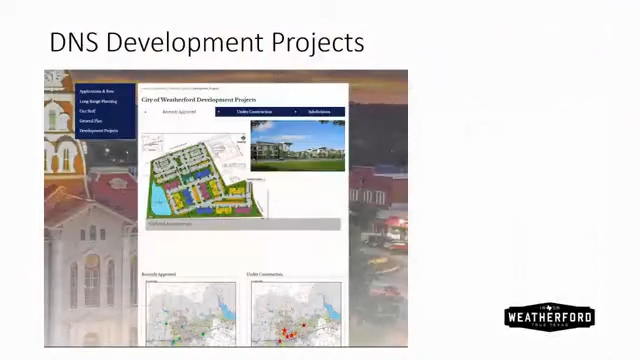 DNS Development Projects
Applications & Fees
Long Range Planning
Our Staff
General Plan
Development Projects
City of Weatherford Development Projects
Recently Approved
Under Construction
Subdivisions
Recently Approved
Under Construction
WEATHERFORD
TRUE TEXAS